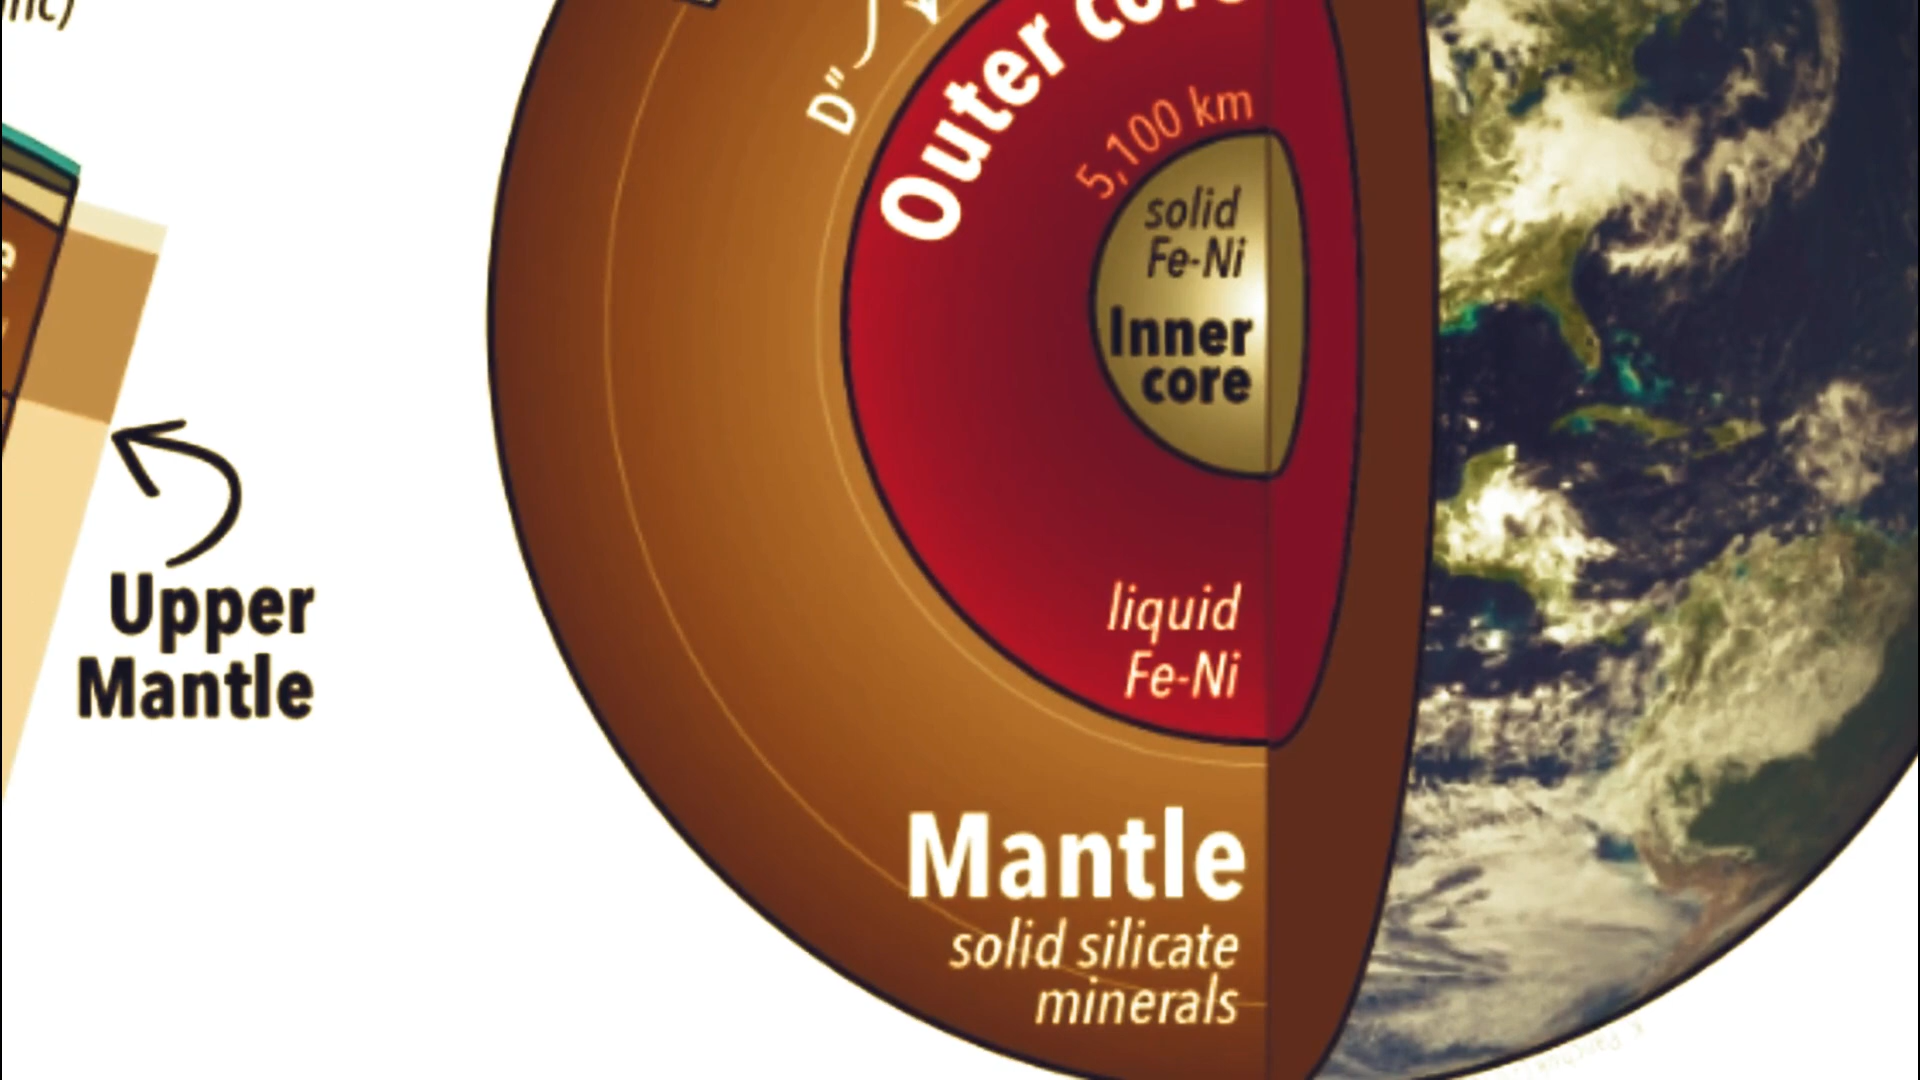 D"
Outer
5,100 km
solid
Fe-Ni
Inner
core
liquid
Fe-Ni
Upper
Mantle
Mantle
solid silicate
minerals